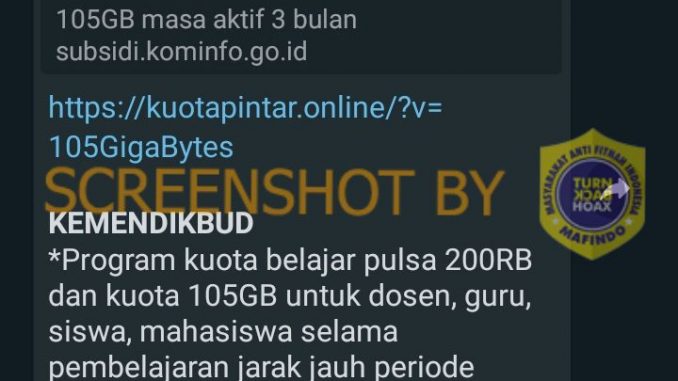 105GB masa aktif 3 bulan
subsidi.kominfo.go.id
https://kuotapintar.online/?v=
105GigaBytes
SCREENSHOT BY
MASYARAKAT ANTI FITNAH INDONESIA
TURN
BACK
HOAX
MAFINDO
KEMENDIKBUD
*Program kuota belajar pulsa 200RB
dan kuota 105GB untuk dosen, guru,
siswa, mahasiswa selama
pembelajaran jarak jauh periode